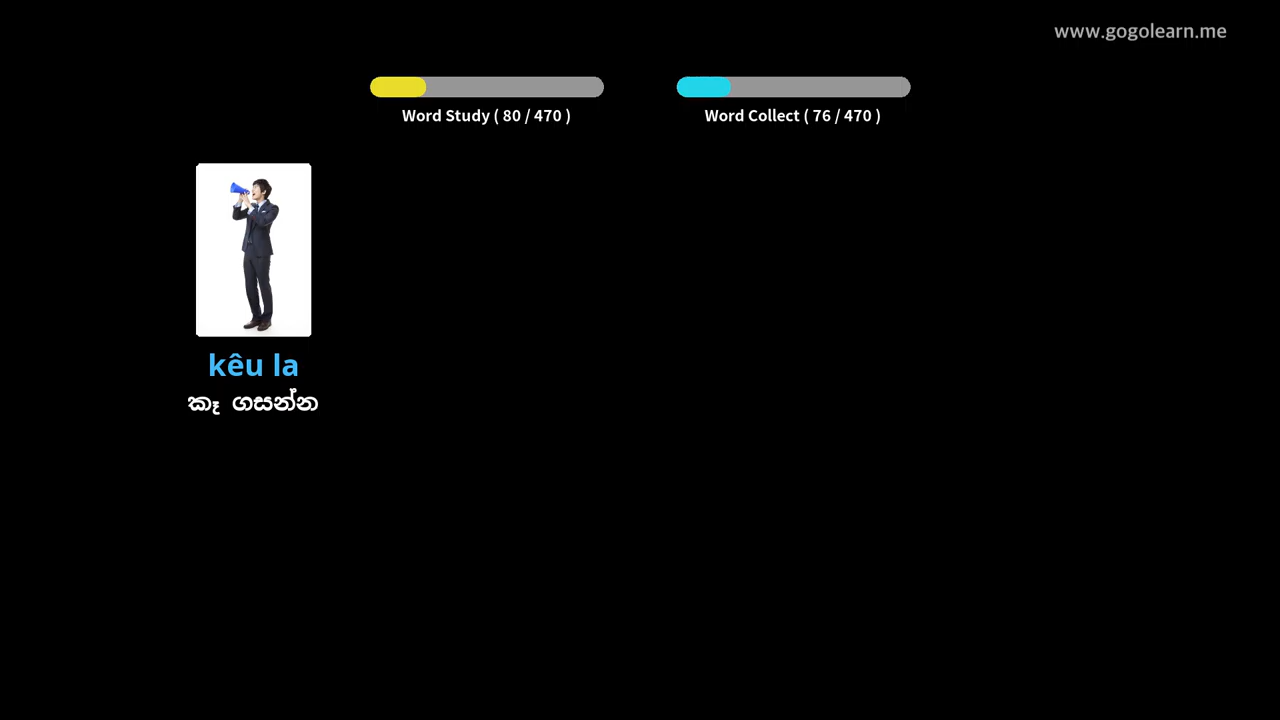 www.gogolearn.me
Word Study ( 80 / 470 )
Word Collect ( 76 / 470 )
kêu la
කෑ ගසන්න